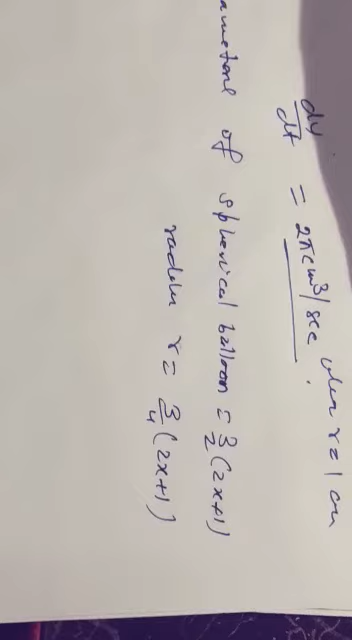 dv/dt = 2πcm³/sec when r = 1 cm
ameter of spherical balloon = 3/2 (2x+1)
radius r = 3/4 (2x+1)